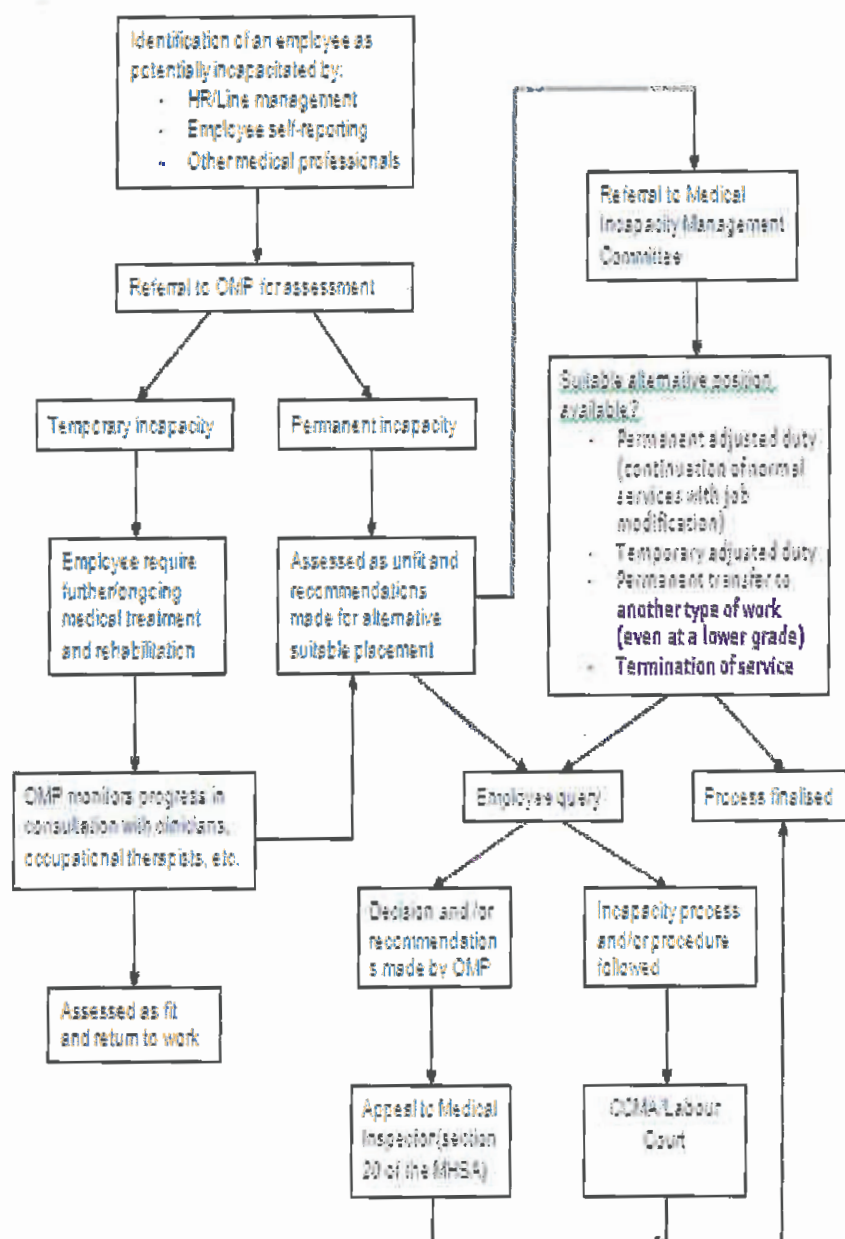 Identification of an employee as
potentially incapacitated by:
- HR/Line management
- Employee self-reporting
- Other medical professionals
Referral to OMP for assessment
Temporary incapacity
Permanent incapacity
Employee require
further/ongoing
medical treatment
and rehabilitation
Assessed as unfit and
recommendations
made for alternative
suitable placement
OMP monitors progress in
consultation with clinicians,
occupational therapists, etc.
Assessed as fit
and return to work
Referral to Medical
Incapacity Management
Committee
Suitable alternative position
available?
- Permanent adjusted duty
(continuation of normal
services with job
modification)
- Temporary adjusted duty
- Permanent transfer to
another type of work
(even at a lower grade)
- Termination of service
Employee query
Process finalised
Decision and/or
recommendation
s made by OMP
Incapacity process
and/or procedure
followed
Appeal to Medical
Inspector(section
20 of the MHSA)
CCMA/Labour
Court